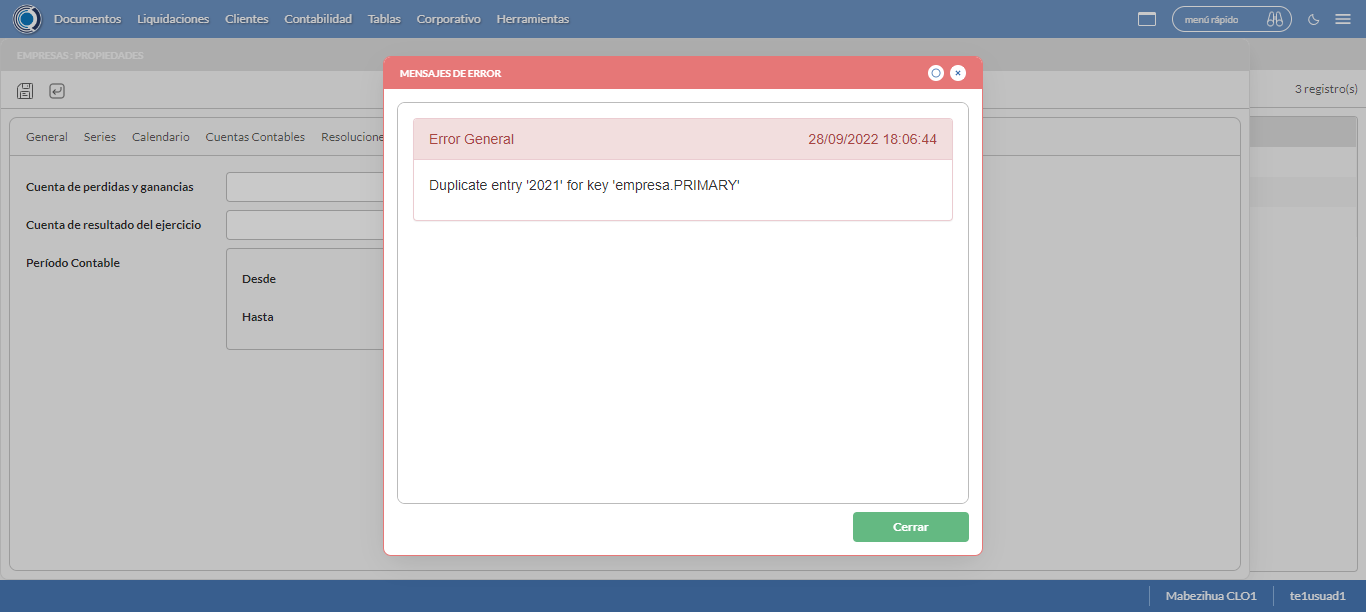 Documentos Liquidaciones Clientes Contabilidad Tablas Corporativo Herramientas menú rápido
EMPRESAS : PROPIEDADES
MENSAJES DE ERROR
3 registro(s)
General Series Calendario Cuentas Contables Resolucione
Error General 28/09/2022 18:06:44
Cuenta de perdidas y ganancias
Duplicate entry '2021' for key 'empresa.PRIMARY'
Cuenta de resultado del ejercicio
Período Contable
Desde
Hasta
Cerrar
Mabezihua CLO1 te1usuad1